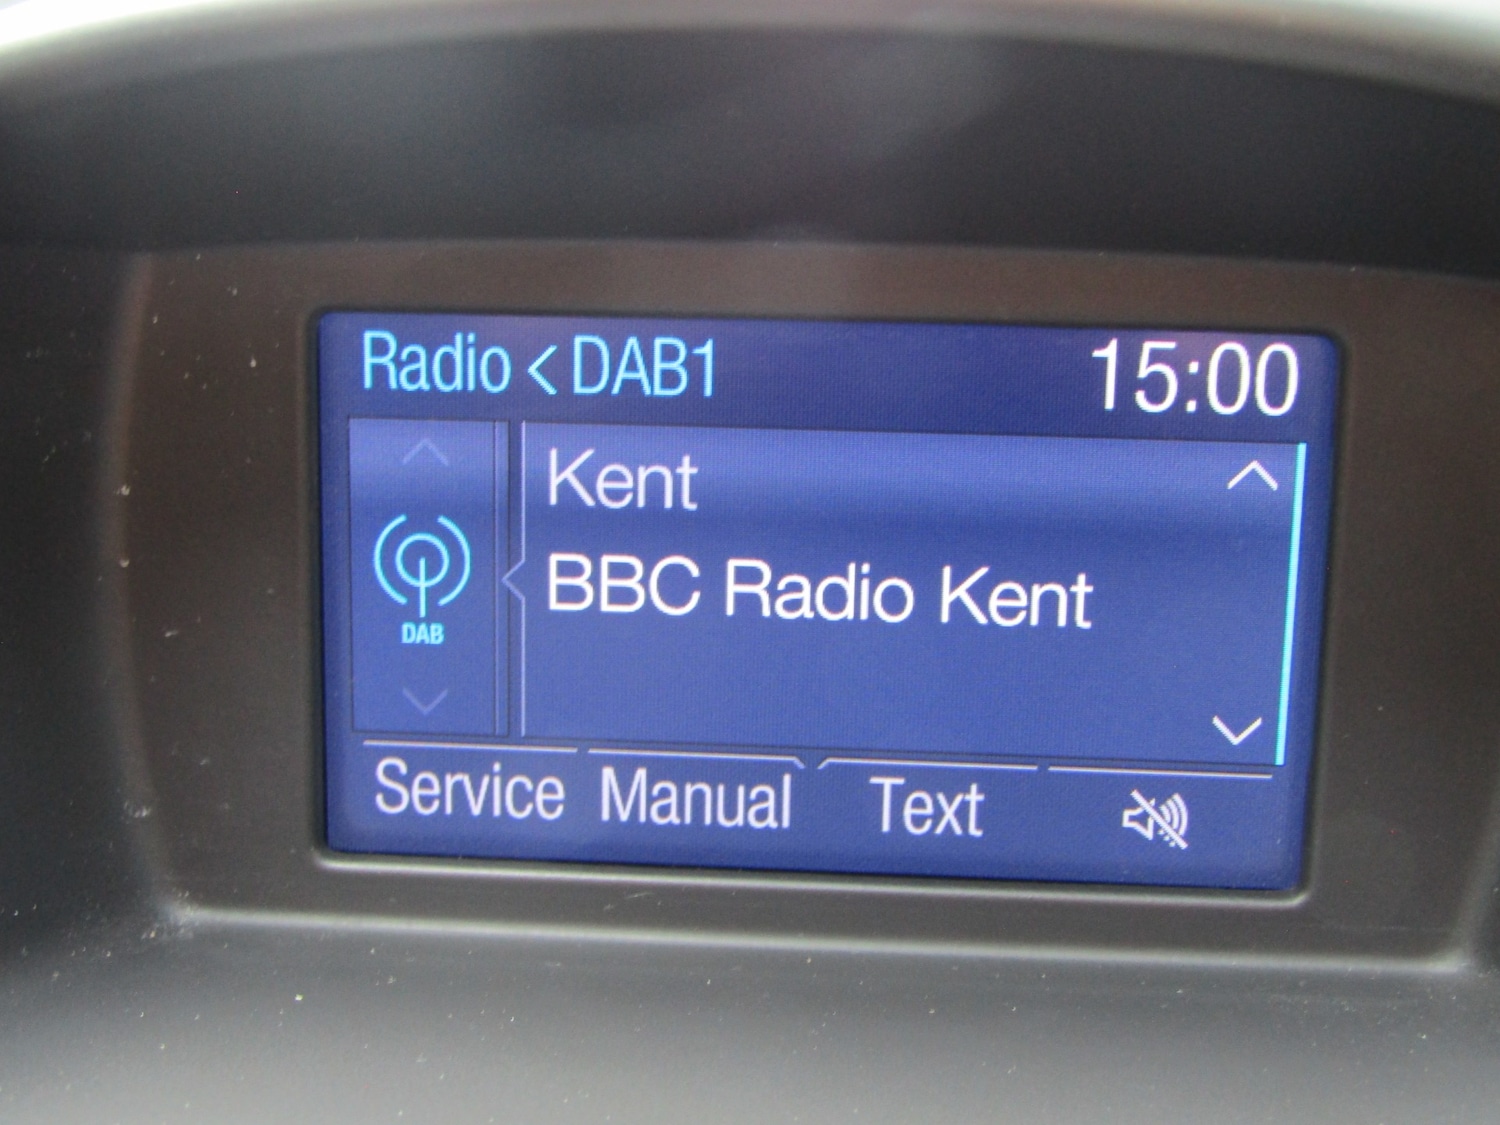 Radio < DAB1 15:00
Kent
BBC Radio Kent
DAB
Service Manual Text